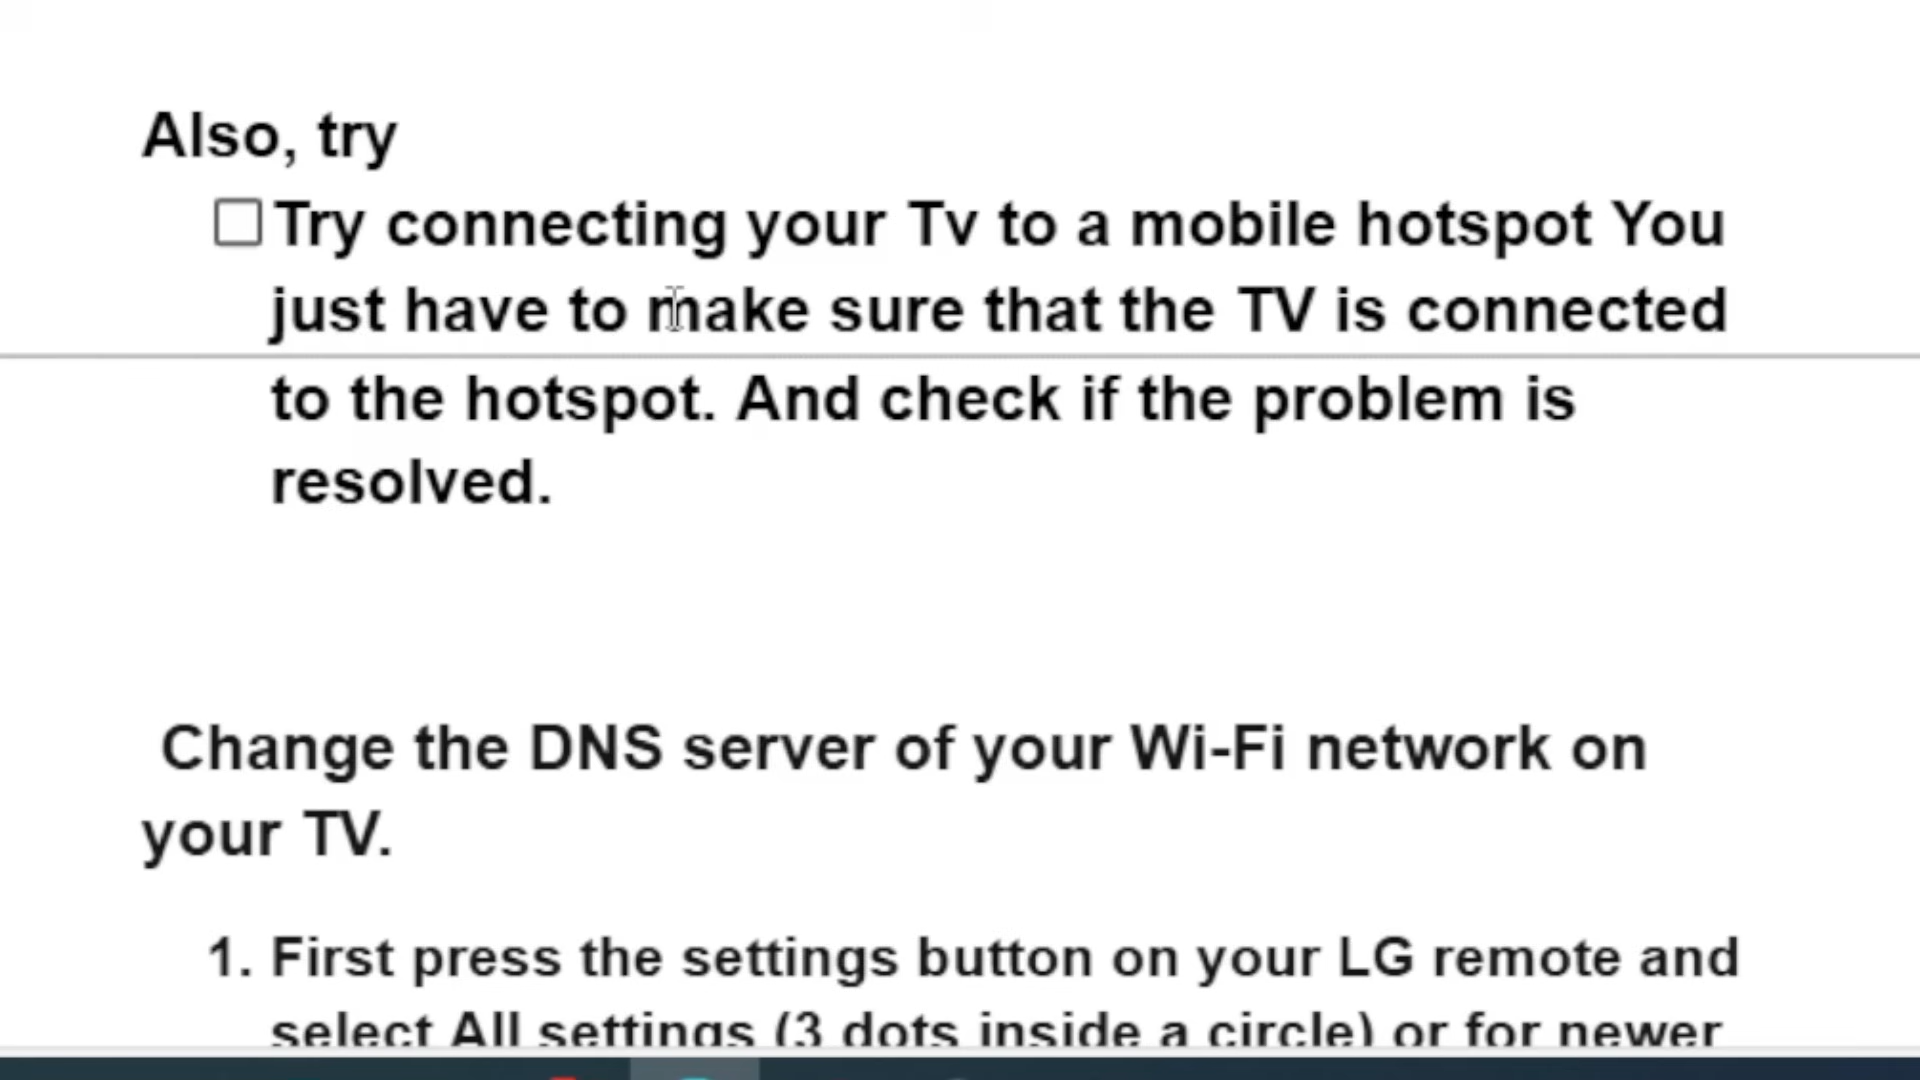 Also, try
Try connecting your Tv to a mobile hotspot You
just have to make sure that the TV is connected
to the hotspot. And check if the problem is
resolved.
Change the DNS server of your Wi-Fi network on
your TV.
1. First press the settings button on your LG remote and
select All settings (3 dots inside a circle) or for newer